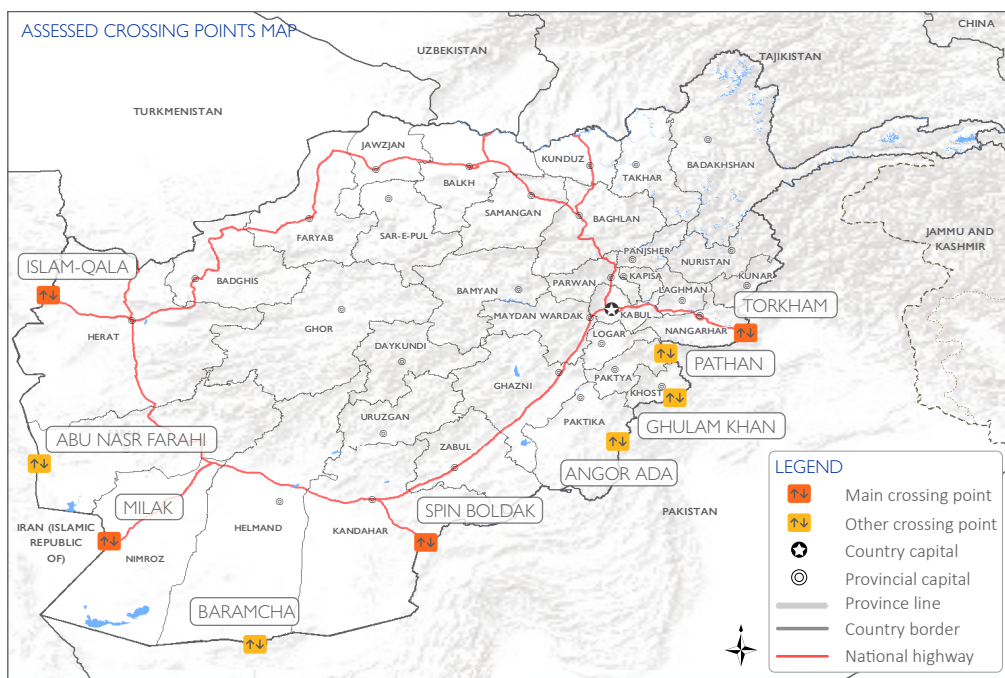 ASSESSED CROSSING POINTS MAP
CHINA
UZBEKISTAN
TAJIKISTAN
TURKMENISTAN
JAWZJAN
KUNDUZ
BADAKHSHAN
BALKH
TAKHAR
SAMANGAN
BAGHLAN
FARYAB
SAR-E-PUL
JAMMU AND
KASHMIR
PANJSHER
NURISTAN
ISLAM-QALA
BADGHIS
PARWAN
KAPISA
KUNAR
BAMYAN
LAGHMAN
TORKHAM
HERAT
GHOR
MAYDAN WARDAK
KABUL
NANGARHAR
LOGAR
DAYKUNDI
PATHAN
GHAZNI
PAKTYA
KHOST
URUZGAN
PAKTIKA
GHULAM KHAN
ABU NASR FARAHI
ZABUL
ANGOR ADA
MILAK
SPIN BOLDAK
PAKISTAN
IRAN (ISLAMIC
REPUBLIC
OF)
HELMAND
KANDAHAR
NIMROZ
BARAMCHA
LEGEND
Main crossing point
Other crossing point
Country capital
Provincial capital
Province line
Country border
National highway